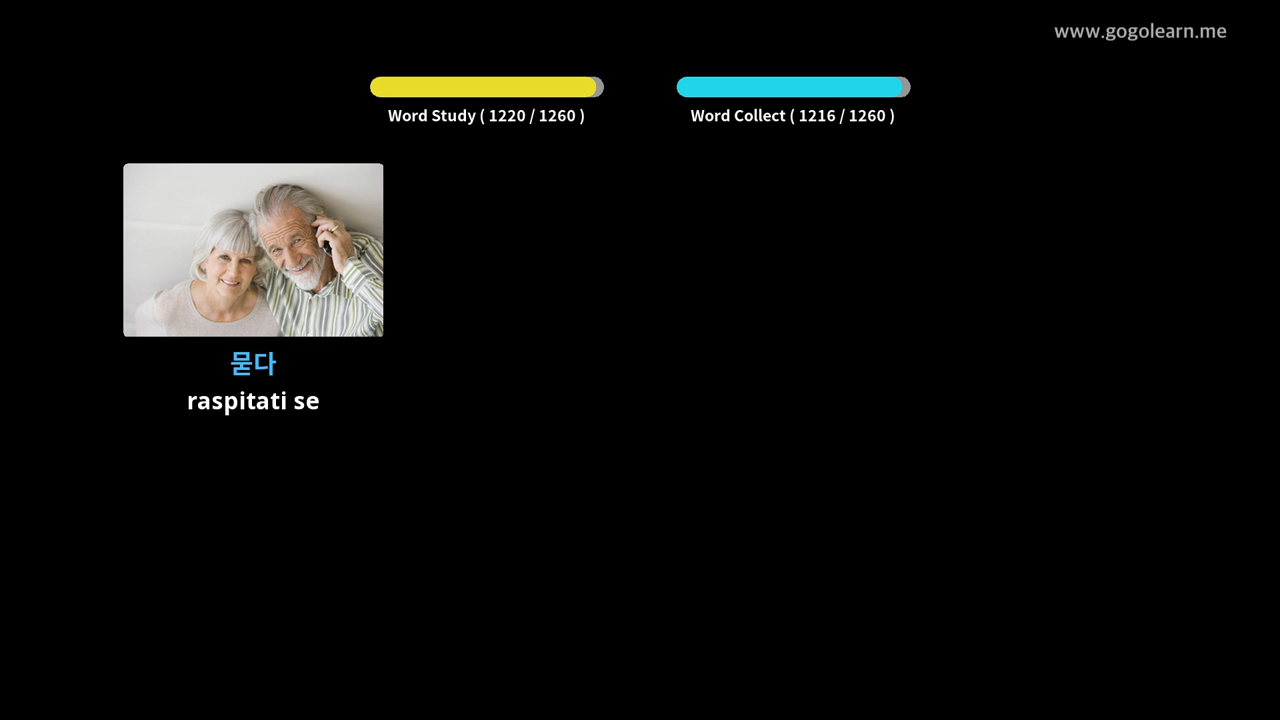 www.gogolearn.me
Word Study ( 1220 / 1260 )
Word Collect ( 1216 / 1260 )
묻다
raspitati se